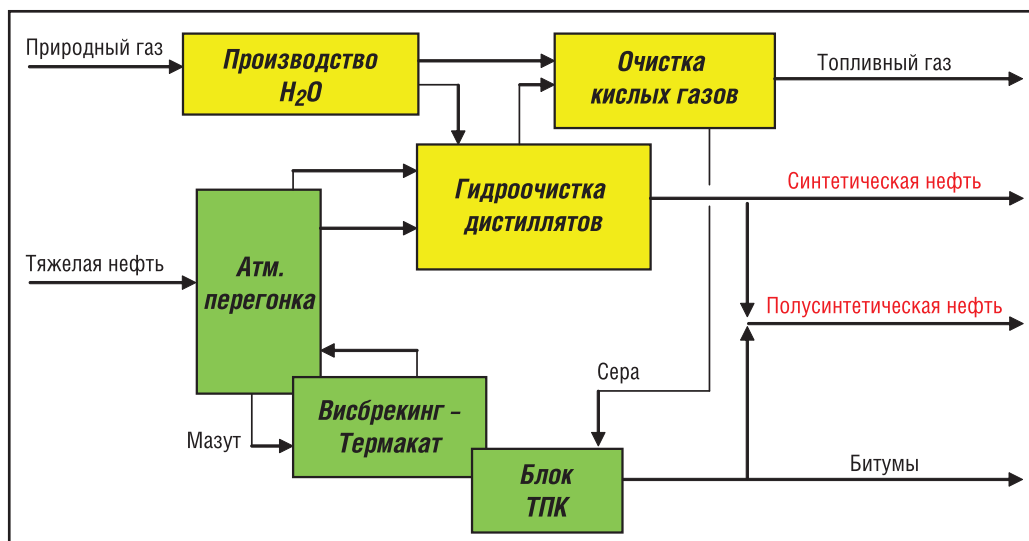 Природный газ
Производство
H₂O
Очистка
кислых газов
Топливный газ
Гидроочистка
дистиллятов
Синтетическая нефть
Тяжелая нефть
Атм.
перегонка
Полусинтетическая нефть
Сера
Висбрекинг –
Термакат
Мазут
Блок
ТПК
Битумы